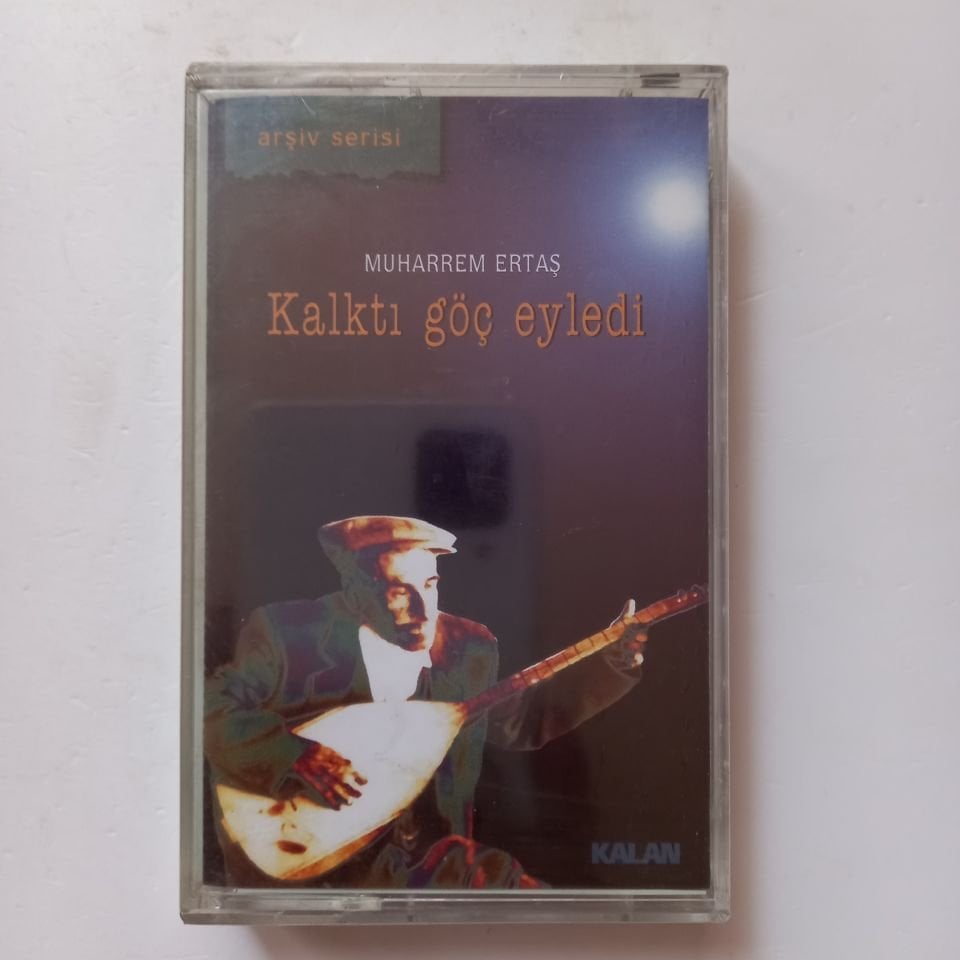 arşiv serisi
MUHARREM ERTAŞ
Kalktı göç eyledi
KALAN